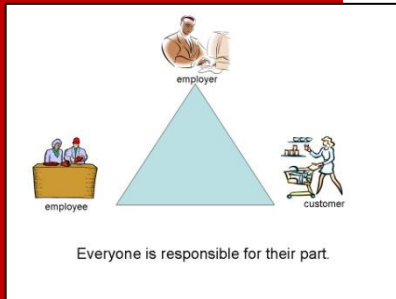 employer
employee
customer
Everyone is responsible for their part.